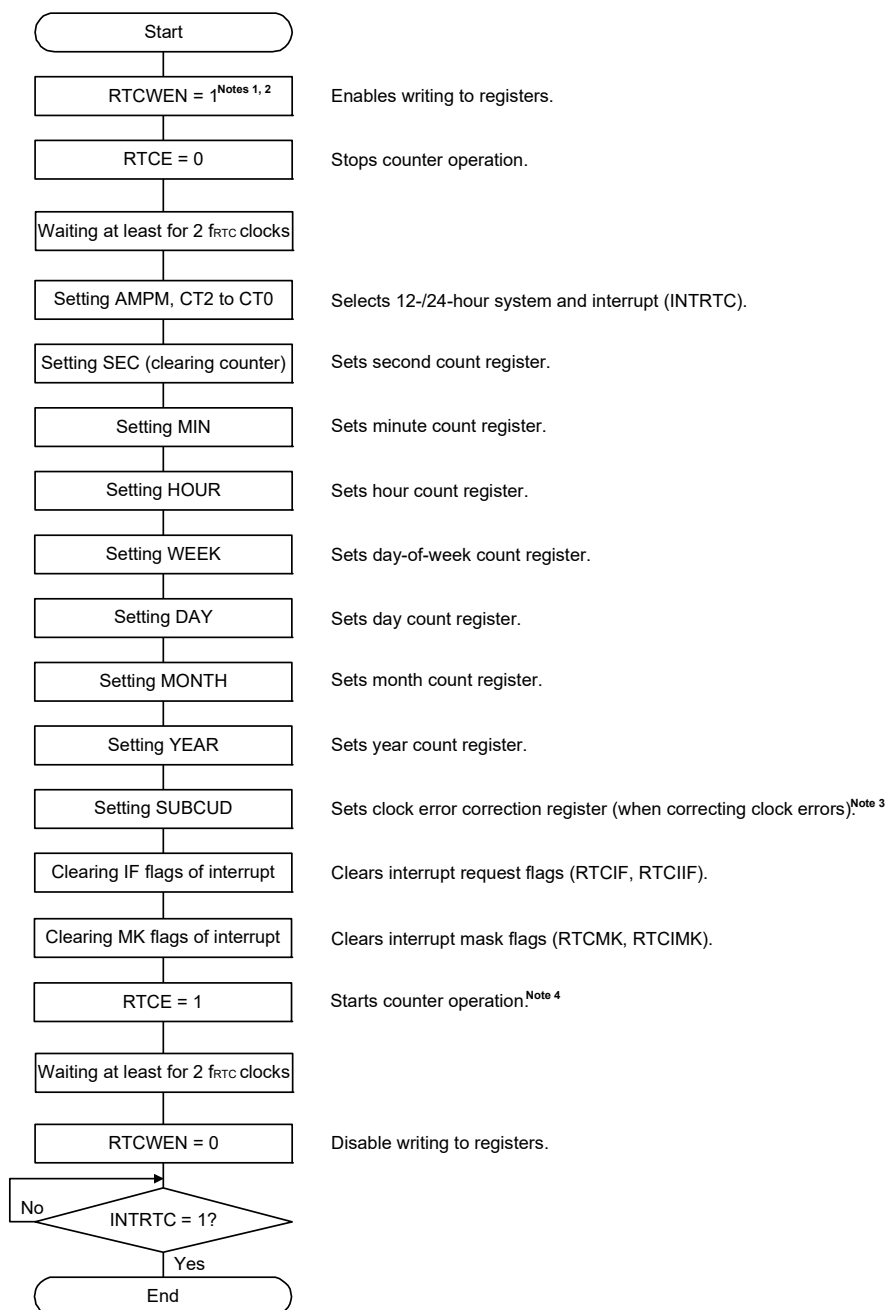 Start
RTCWEN = 1Notes 1, 2 Enables writing to registers.
RTCE = 0 Stops counter operation.
Waiting at least for 2 fRTC clocks
Setting AMPM, CT2 to CT0 Selects 12-/24-hour system and interrupt (INTRTC).
Setting SEC (clearing counter) Sets second count register.
Setting MIN Sets minute count register.
Setting HOUR Sets hour count register.
Setting WEEK Sets day-of-week count register.
Setting DAY Sets day count register.
Setting MONTH Sets month count register.
Setting YEAR Sets year count register.
Setting SUBCUD Sets clock error correction register (when correcting clock errors).Note 3
Clearing IF flags of interrupt Clears interrupt request flags (RTCIF, RTCIIF).
Clearing MK flags of interrupt Clears interrupt mask flags (RTCMK, RTCIMK).
RTCE = 1 Starts counter operation.Note 4
Waiting at least for 2 fRTC clocks
RTCWEN = 0 Disable writing to registers.
No
INTRTC = 1?
Yes
End